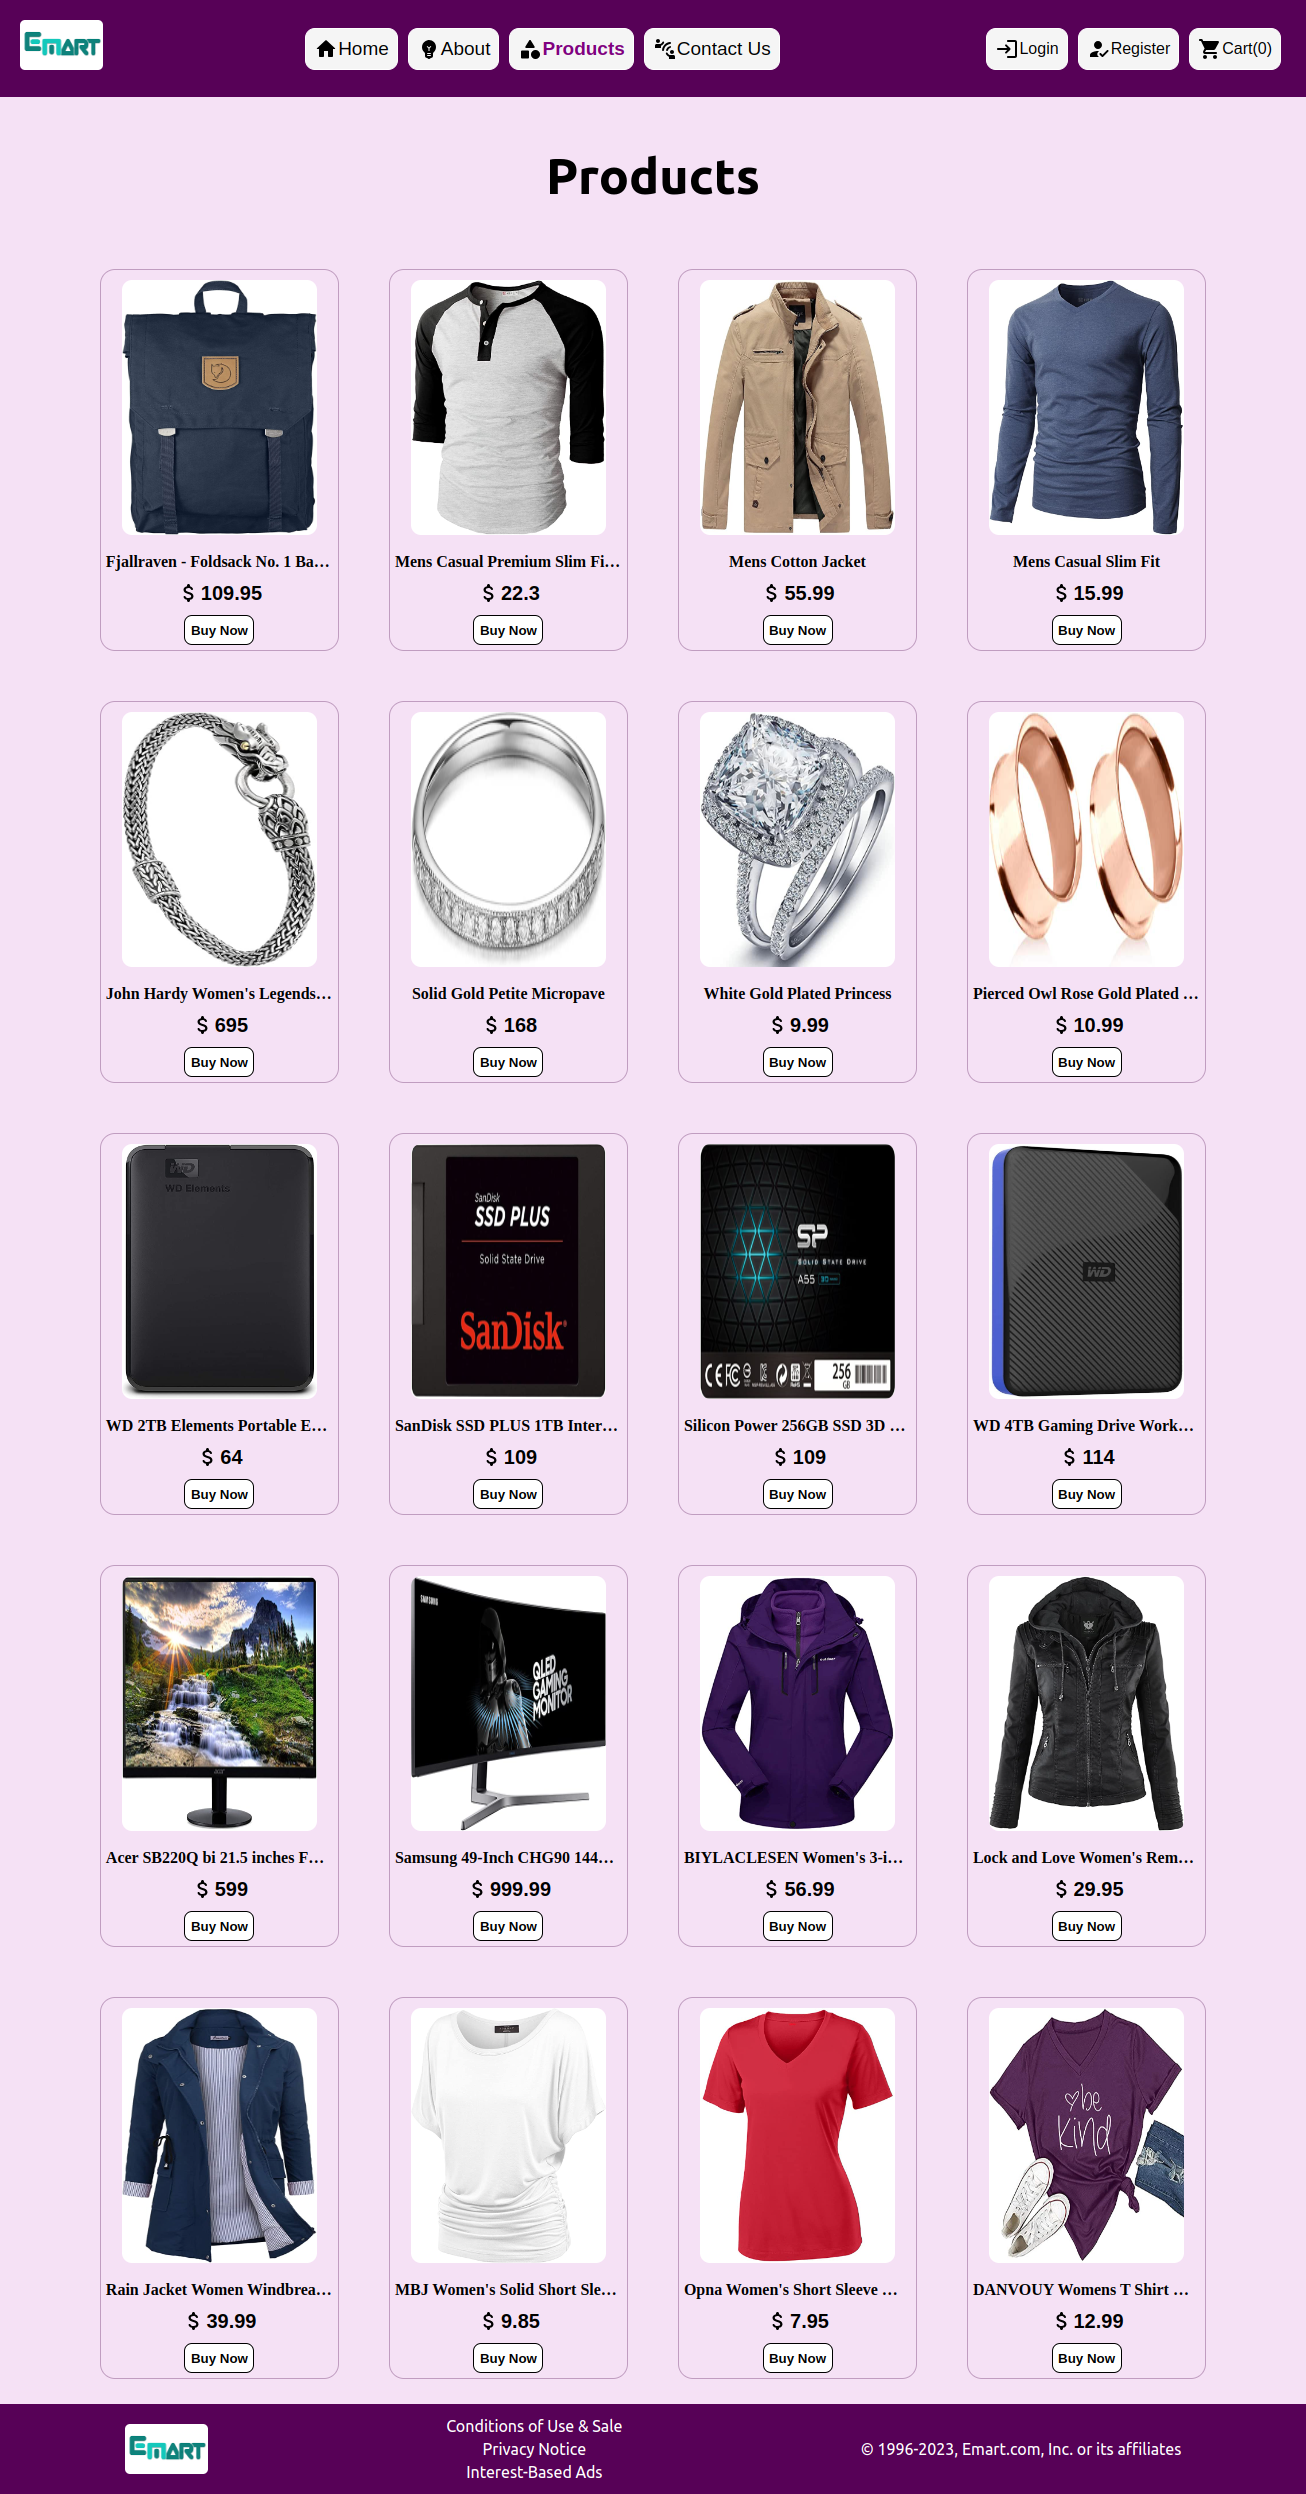 Emart
Home
About
Products
Contact Us
Login
Register
Cart(0)
Products
Fjallraven - Foldsack No. 1 Ba...
Mens Casual Premium Slim Fi...
Mens Cotton Jacket
Mens Casual Slim Fit
$ 109.95
$ 22.3
$ 55.99
$ 15.99
Buy Now
Buy Now
Buy Now
Buy Now
John Hardy Women's Legends...
Solid Gold Petite Micropave
White Gold Plated Princess
Pierced Owl Rose Gold Plated ...
$ 695
$ 168
$ 9.99
$ 10.99
Buy Now
Buy Now
Buy Now
Buy Now
WD
WD Elements
SanDisk
SSD PLUS
Solid State Drive
SanDisk
SP
SOLID STATE DRIVE
A55
256
GB
WD
WD 2TB Elements Portable E...
SanDisk SSD PLUS 1TB Inter...
Silicon Power 256GB SSD 3D ...
WD 4TB Gaming Drive Work...
$ 64
$ 109
$ 109
$ 114
Buy Now
Buy Now
Buy Now
Buy Now
acer
SAMSUNG
QLED
GAMING
MONITOR
Acer SB220Q bi 21.5 inches F...
Samsung 49-Inch CHG90 144...
BIYLACLESEN Women's 3-i...
Lock and Love Women's Rem...
$ 599
$ 999.99
$ 56.99
$ 29.95
Buy Now
Buy Now
Buy Now
Buy Now
be
kind
Rain Jacket Women Windbrea...
MBJ Women's Solid Short Sle...
Opna Women's Short Sleeve ...
DANVOUY Womens T Shirt ...
$ 39.99
$ 9.85
$ 7.95
$ 12.99
Buy Now
Buy Now
Buy Now
Buy Now
Emart
Conditions of Use & Sale
Privacy Notice
Interest-Based Ads
© 1996-2023, Emart.com, Inc. or its affiliates